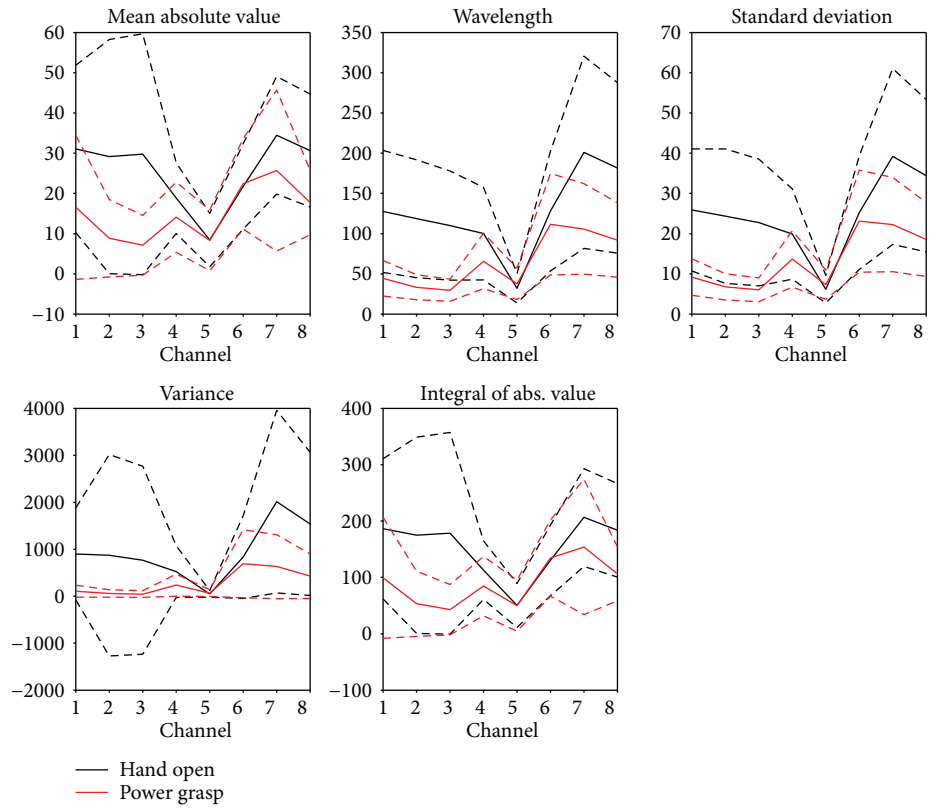 Mean absolute value
60
50
40
30
20
10
0
−10
1 2 3 4 5 6 7 8
Channel
Wavelength
350
300
250
200
150
100
50
0
1 2 3 4 5 6 7 8
Channel
Standard deviation
70
60
50
40
30
20
10
0
1 2 3 4 5 6 7 8
Channel
Variance
4000
3000
2000
1000
0
−1000
−2000
1 2 3 4 5 6 7 8
Channel
Integral of abs. value
400
300
200
100
0
−100
1 2 3 4 5 6 7 8
Channel
Hand open
Power grasp